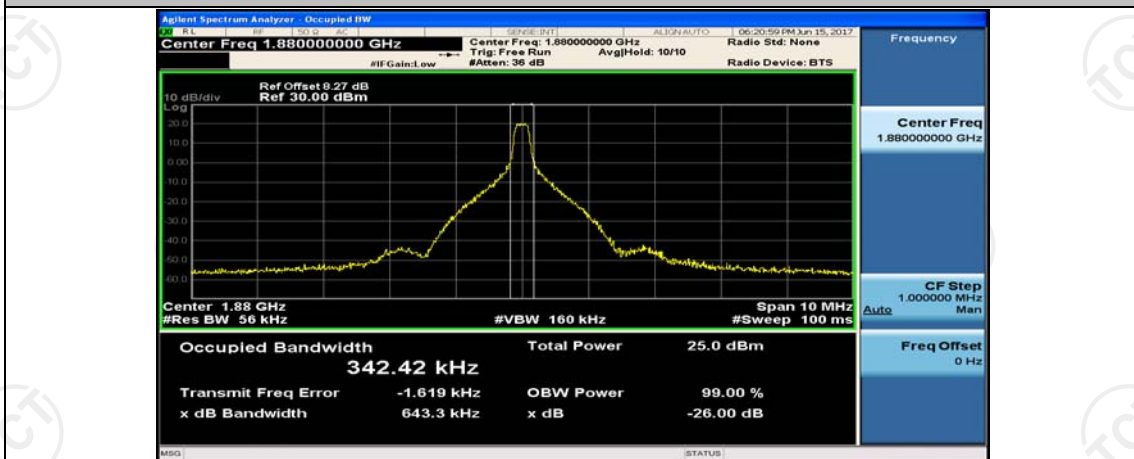 Agilent Spectrum Analyzer - Occupied BW
RL RF 50 Ω AC SENSE:INT ALIGN AUTO 06:20:59 PM Jun 15, 2017
Center Freq 1.880000000 GHz Center Freq: 1.880000000 GHz Radio Std: None Frequency
Trig: Free Run Avg|Hold: 10/10
#IFGain:Low #Atten: 36 dB Radio Device: BTS
Ref Offset 8.27 dB
10 dB/div Ref 30.00 dBm
Log
20.0
10.0
0.00
-10.0
-20.0
-30.0
-40.0
-50.0
-60.0
Center Freq
1.880000000 GHz
CF Step
1.000000 MHz
Auto Man
Freq Offset
0 Hz
Center 1.88 GHz Span 10 MHz
#Res BW 56 kHz #VBW 160 kHz #Sweep 100 ms
Occupied Bandwidth Total Power 25.0 dBm
342.42 kHz
Transmit Freq Error -1.619 kHz OBW Power 99.00 %
x dB Bandwidth 643.3 kHz x dB -26.00 dB
MSG STATUS